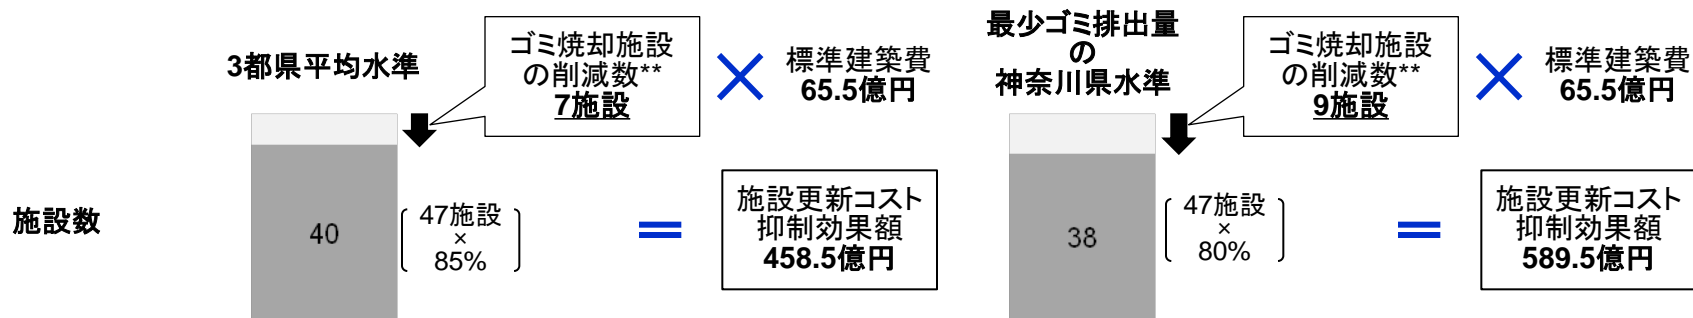 施設数
3都県平均水準
ゴミ焼却施設
の削減数**
7施設
×
標準建築費
65.5億円
40
47施設
×
85%
=
施設更新コスト
抑制効果額
458.5億円
最少ゴミ排出量
の
神奈川県水準
ゴミ焼却施設
の削減数**
9施設
×
標準建築費
65.5億円
38
47施設
×
80%
=
施設更新コスト
抑制効果額
589.5億円